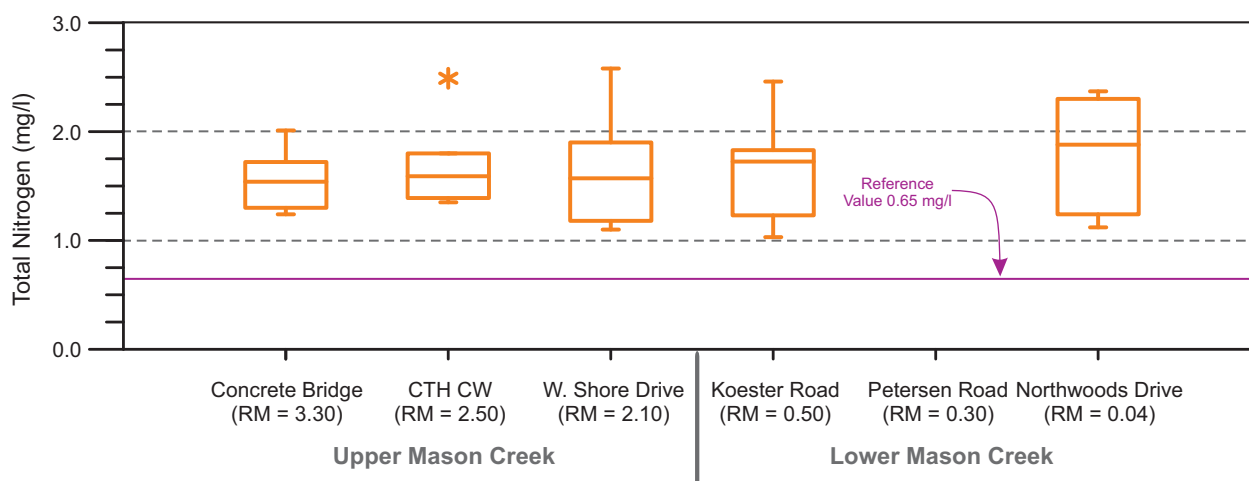 Total Nitrogen (mg/l)
3.0
2.0
1.0
0.0
Reference
Value 0.65 mg/l
Concrete Bridge
(RM = 3.30)
CTH CW
(RM = 2.50)
W. Shore Drive
(RM = 2.10)
Koester Road
(RM = 0.50)
Petersen Road
(RM = 0.30)
Northwoods Drive
(RM = 0.04)
Upper Mason Creek
Lower Mason Creek